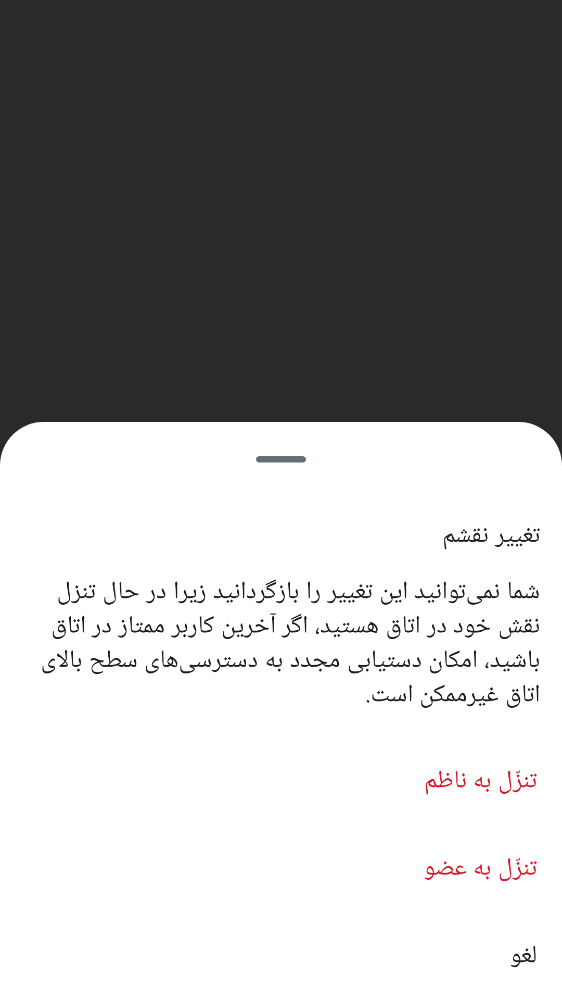 تغییر نقشم
شما نمی‌توانید این تغییر را بازگردانید زیرا در حال تنزل
نقش خود در اتاق هستید، اگر آخرین کاربر ممتاز در اتاق
باشید، امکان دستیابی مجدد به دسترسی‌های سطح بالای
اتاق غیرممکن است.
تنزّل به ناظم
تنزّل به عضو
لغو